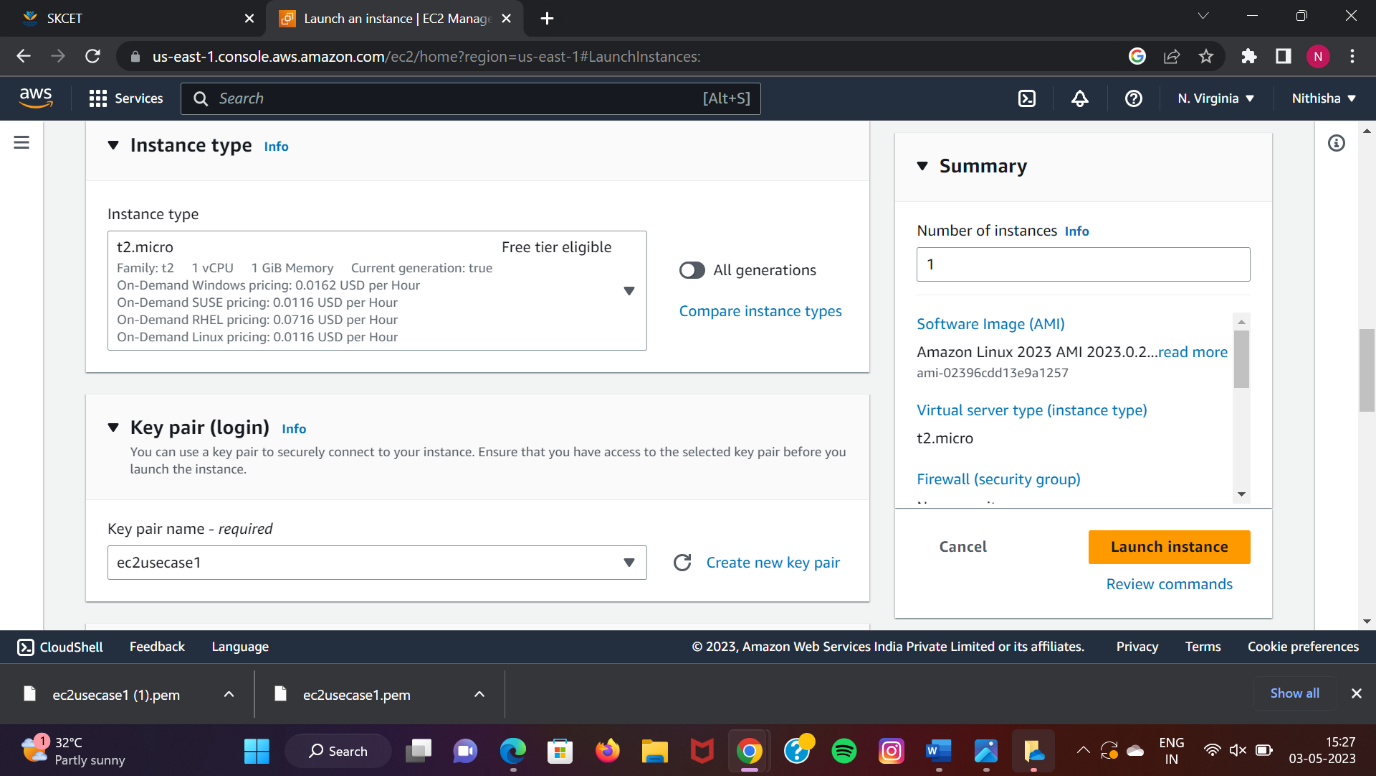 SKCET
Launch an instance | EC2 Manage
us-east-1.console.aws.amazon.com/ec2/home?region=us-east-1#LaunchInstances:
N
aws
Services
Search
[Alt+S]
N. Virginia
Nithisha
Instance type Info
Instance type
t2.micro
Free tier eligible
Family: t2 1 vCPU 1 GiB Memory Current generation: true
On-Demand Windows pricing: 0.0162 USD per Hour
On-Demand SUSE pricing: 0.0116 USD per Hour
On-Demand RHEL pricing: 0.0716 USD per Hour
On-Demand Linux pricing: 0.0116 USD per Hour
All generations
Compare instance types
Key pair (login) Info
You can use a key pair to securely connect to your instance. Ensure that you have access to the selected key pair before you
launch the instance.
Key pair name - required
ec2usecase1
Create new key pair
Summary
Number of instances Info
1
Software Image (AMI)
Amazon Linux 2023 AMI 2023.0.2...read more
ami-02396cdd13e9a1257
Virtual server type (instance type)
t2.micro
Firewall (security group)
Cancel
Launch instance
Review commands
CloudShell
Feedback
Language
© 2023, Amazon Web Services India Private Limited or its affiliates.
Privacy
Terms
Cookie preferences
ec2usecase1 (1).pem
ec2usecase1.pem
Show all
1
32°C
Partly sunny
Search
W
ENG
IN
15:27
03-05-2023